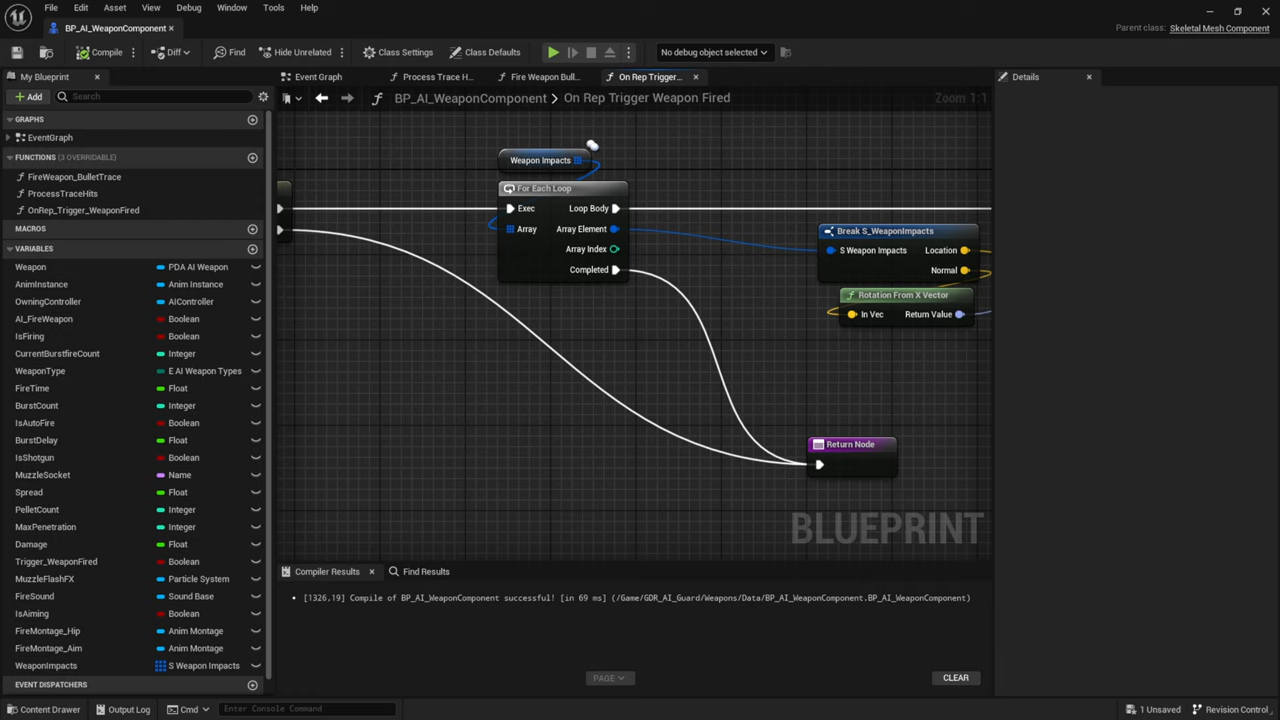 File Edit Asset View Debug Window Tools Help
BP_AI_WeaponComponent
Parent class: Skeletal Mesh Component
Compile Diff Find Hide Unrelated Class Settings Class Defaults No debug object selected
My Blueprint
Event Graph Process Trace H... Fire Weapon Bul... On Rep Trigger... Details
Add Search
BP_AI_WeaponComponent > On Rep Trigger Weapon Fired Zoom 1:1
GRAPHS
EventGraph
FUNCTIONS (3 OVERRIDABLE)
FireWeapon_BulletTrace
ProcessTraceHits
OnRep_Trigger_WeaponFired
MACROS
VARIABLES
Weapon PDA AI Weapon
AnimInstance Anim Instance
OwningController AIController
AI_FireWeapon Boolean
IsFiring Boolean
CurrentBurstfireCount Integer
WeaponType E AI Weapon Types
FireTime Float
BurstCount Integer
IsAutoFire Boolean
BurstDelay Float
IsShotgun Boolean
MuzzleSocket Name
Spread Float
PelletCount Integer
MaxPenetration Integer
Damage Float
Trigger_WeaponFired Boolean
MuzzleFlashFX Particle System
FireSound Sound Base
IsAiming Boolean
FireMontage_Hip Anim Montage
FireMontage_Aim Anim Montage
WeaponImpacts S Weapon Impacts
EVENT DISPATCHERS
Weapon Impacts
For Each Loop
Exec Loop Body
Array Array Element
Array Index
Completed
Break S_WeaponImpacts
S Weapon Impacts Location
Normal
Rotation From X Vector
In Vec Return Value
Return Node
BLUEPRINT
Compiler Results Find Results
[1326,19] Compile of BP_AI_WeaponComponent successful! [in 69 ms] (/Game/GDR_AI_Guard/Weapons/Data/BP_AI_WeaponComponent.BP_AI_WeaponComponent)
PAGE CLEAR
Content Drawer Output Log Cmd Enter Console Command 1 Unsaved Revision Control